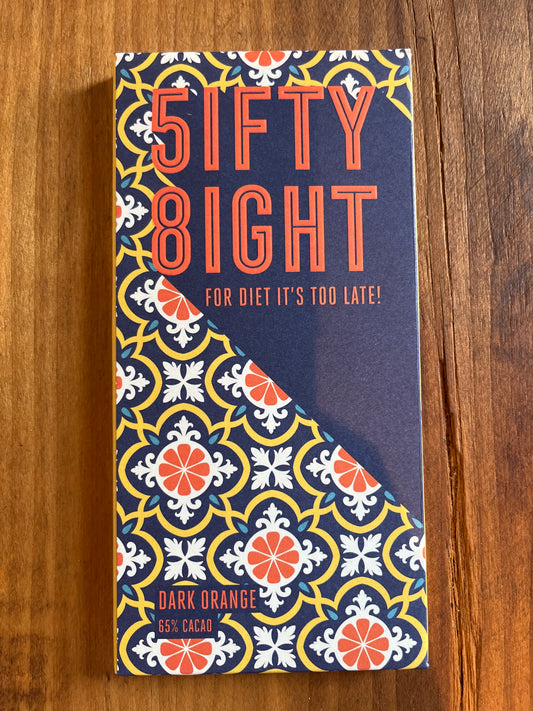 5IFTY
8IGHT
FOR DIET IT'S TOO LATE!
DARK ORANGE
65% CACAO